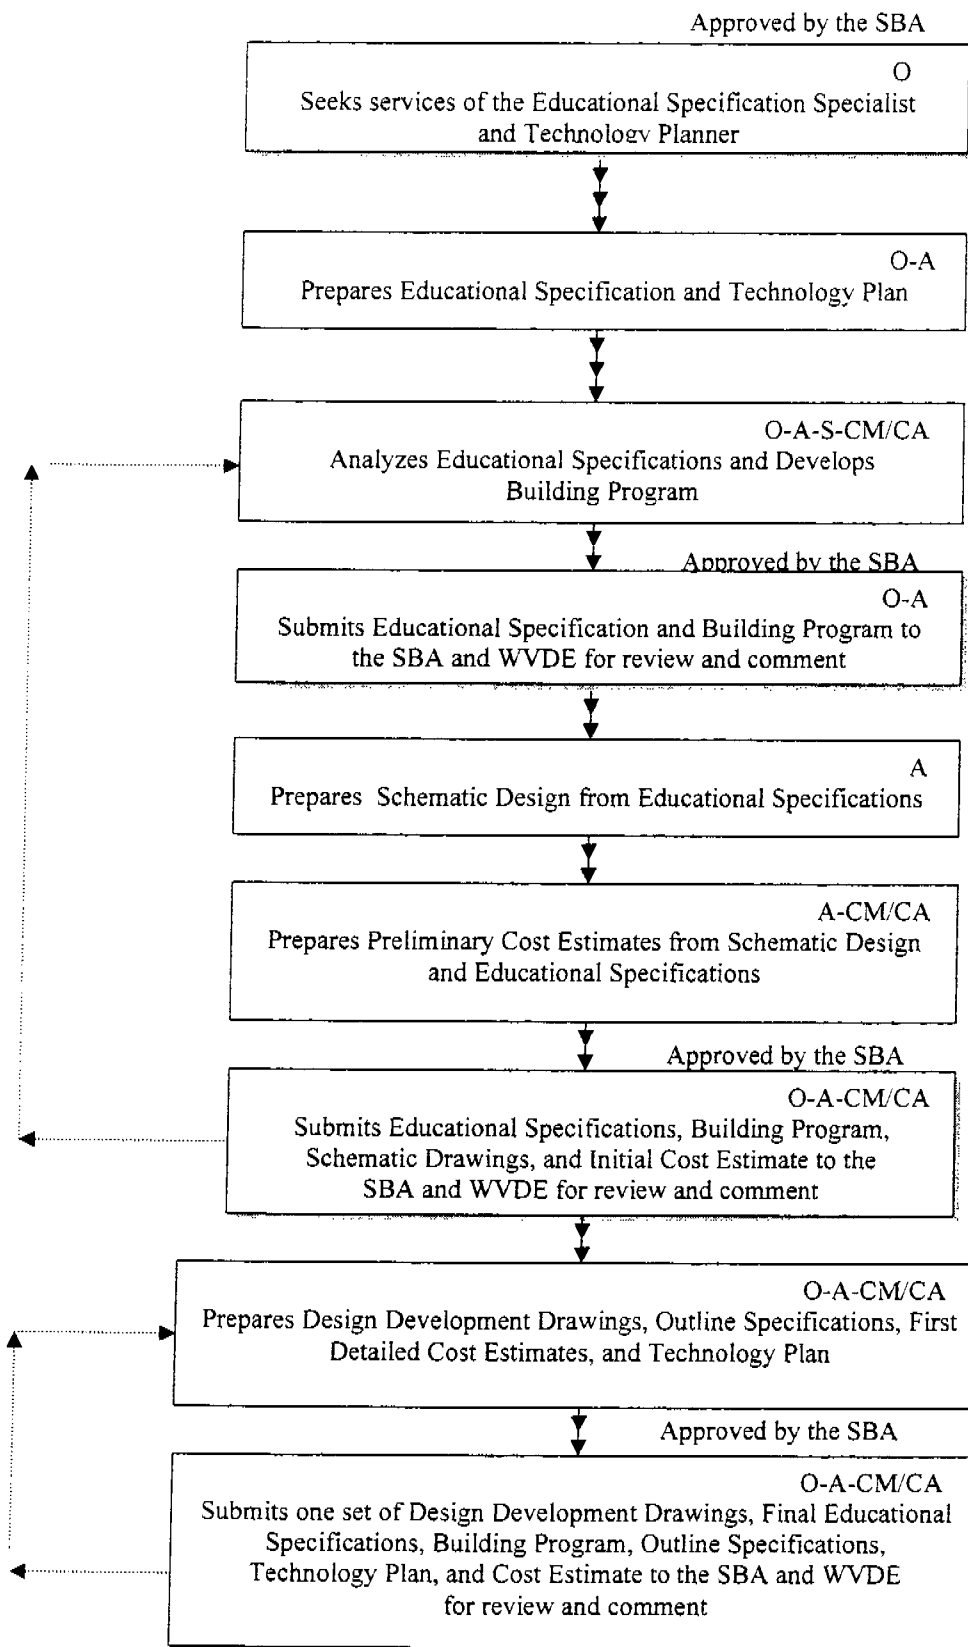 Approved by the SBA
O
Seeks services of the Educational Specification Specialist
and Technology Planner
O-A
Prepares Educational Specification and Technology Plan
O-A-S-CM/CA
Analyzes Educational Specifications and Develops
Building Program
Approved by the SBA
O-A
Submits Educational Specification and Building Program to
the SBA and WVDE for review and comment
A
Prepares Schematic Design from Educational Specifications
A-CM/CA
Prepares Preliminary Cost Estimates from Schematic Design
and Educational Specifications
Approved by the SBA
O-A-CM/CA
Submits Educational Specifications, Building Program,
Schematic Drawings, and Initial Cost Estimate to the
SBA and WVDE for review and comment
O-A-CM/CA
Prepares Design Development Drawings, Outline Specifications, First
Detailed Cost Estimates, and Technology Plan
Approved by the SBA
O-A-CM/CA
Submits one set of Design Development Drawings, Final Educational
Specifications, Building Program, Outline Specifications,
Technology Plan, and Cost Estimate to the SBA and WVDE
for review and comment